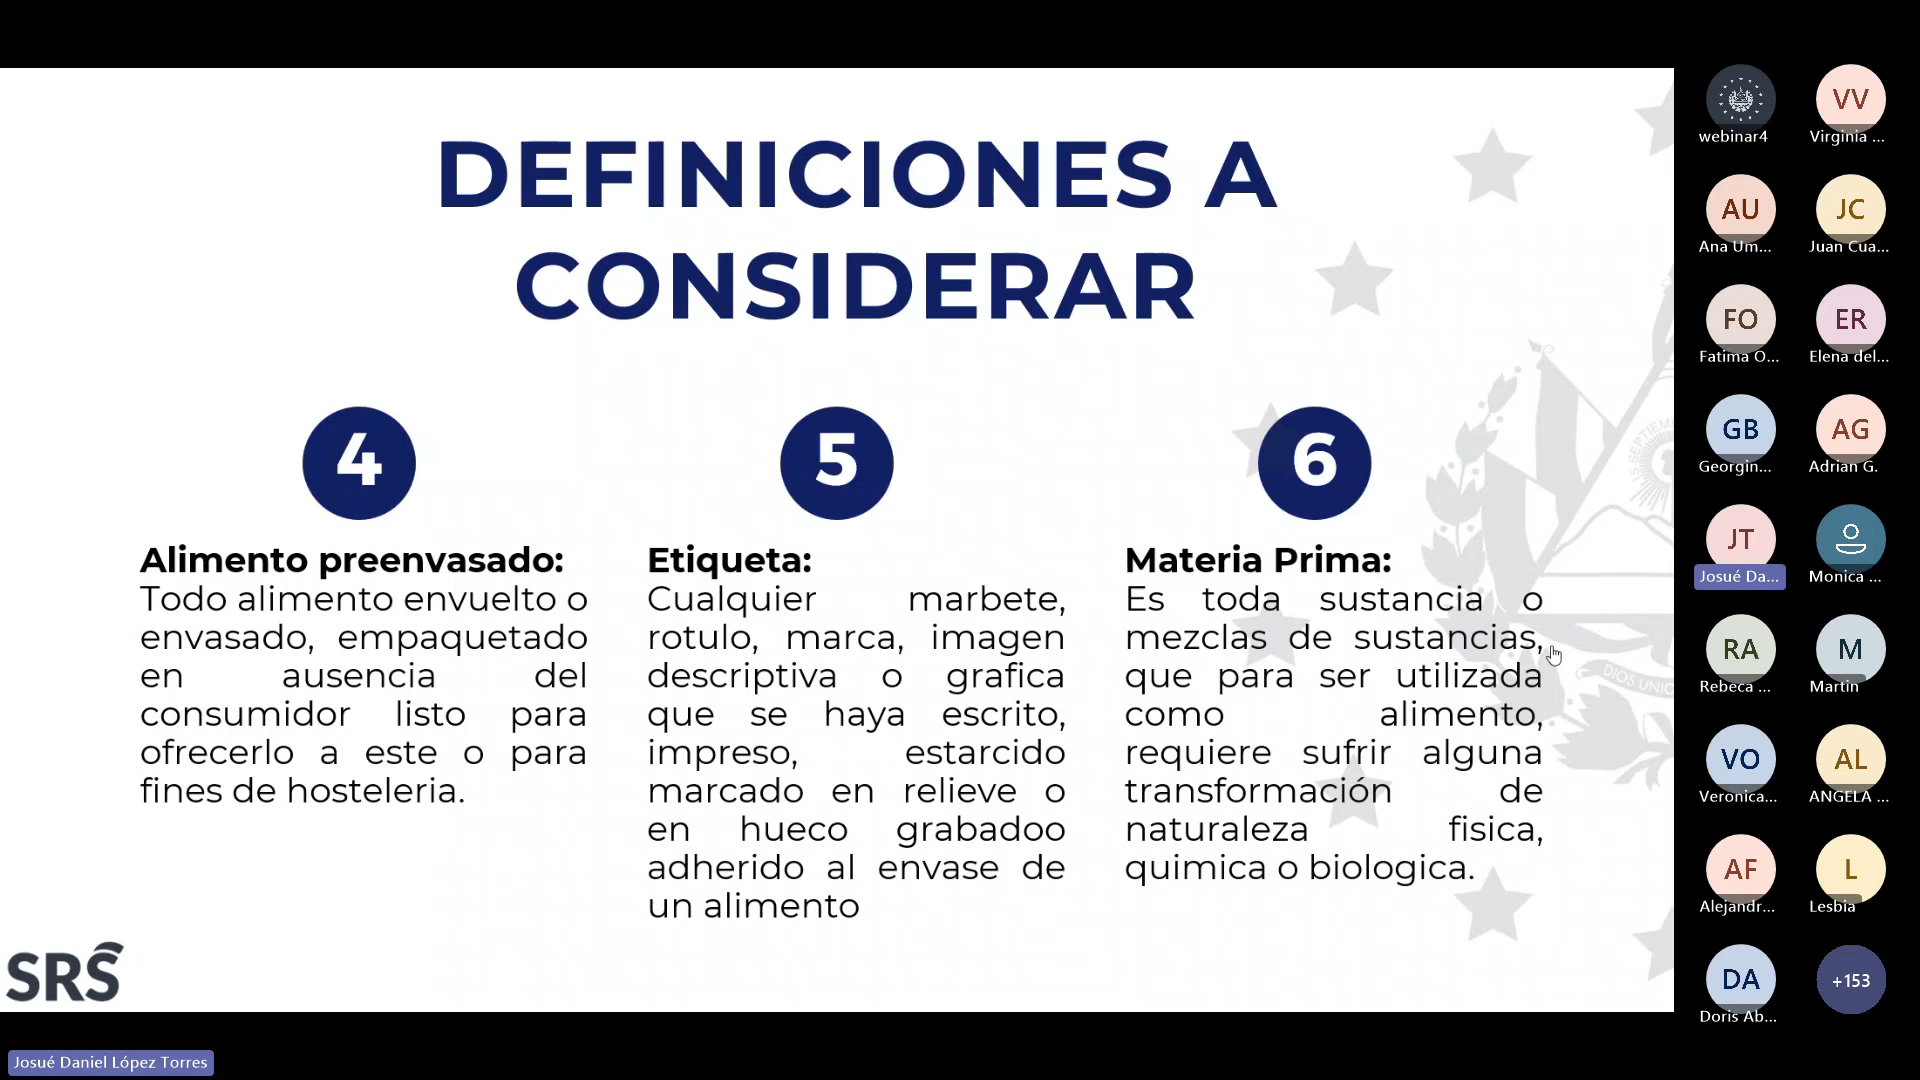 DEFINICIONES A
CONSIDERAR
4
Alimento preenvasado:
Todo alimento envuelto o
envasado, empaquetado
en ausencia del
consumidor listo para
ofrecerlo a este o para
fines de hosteleria.
5
Etiqueta:
Cualquier marbete,
rotulo, marca, imagen
descriptiva o grafica
que se haya escrito,
impreso, estarcido
marcado en relieve o
en hueco grabadoo
adherido al envase de
un alimento
6
Materia Prima:
Es toda sustancia o
mezclas de sustancias,
que para ser utilizada
como alimento,
requiere sufrir alguna
transformación de
naturaleza fisica,
quimica o biologica.
DIOS UNIC
SRS
Josué Daniel López Torres
webinar4
VV
Virginia ...
AU
Ana Um...
JC
Juan Cua...
FO
Fatima O...
ER
Elena del...
GB
Georgin...
AG
Adrian G.
JT
Josué Da...
Monica ...
RA
Rebeca ...
M
Martin
VO
Veronica...
AL
ANGELA ...
AF
Alejandr...
L
Lesbia
DA
Doris Ab...
+153